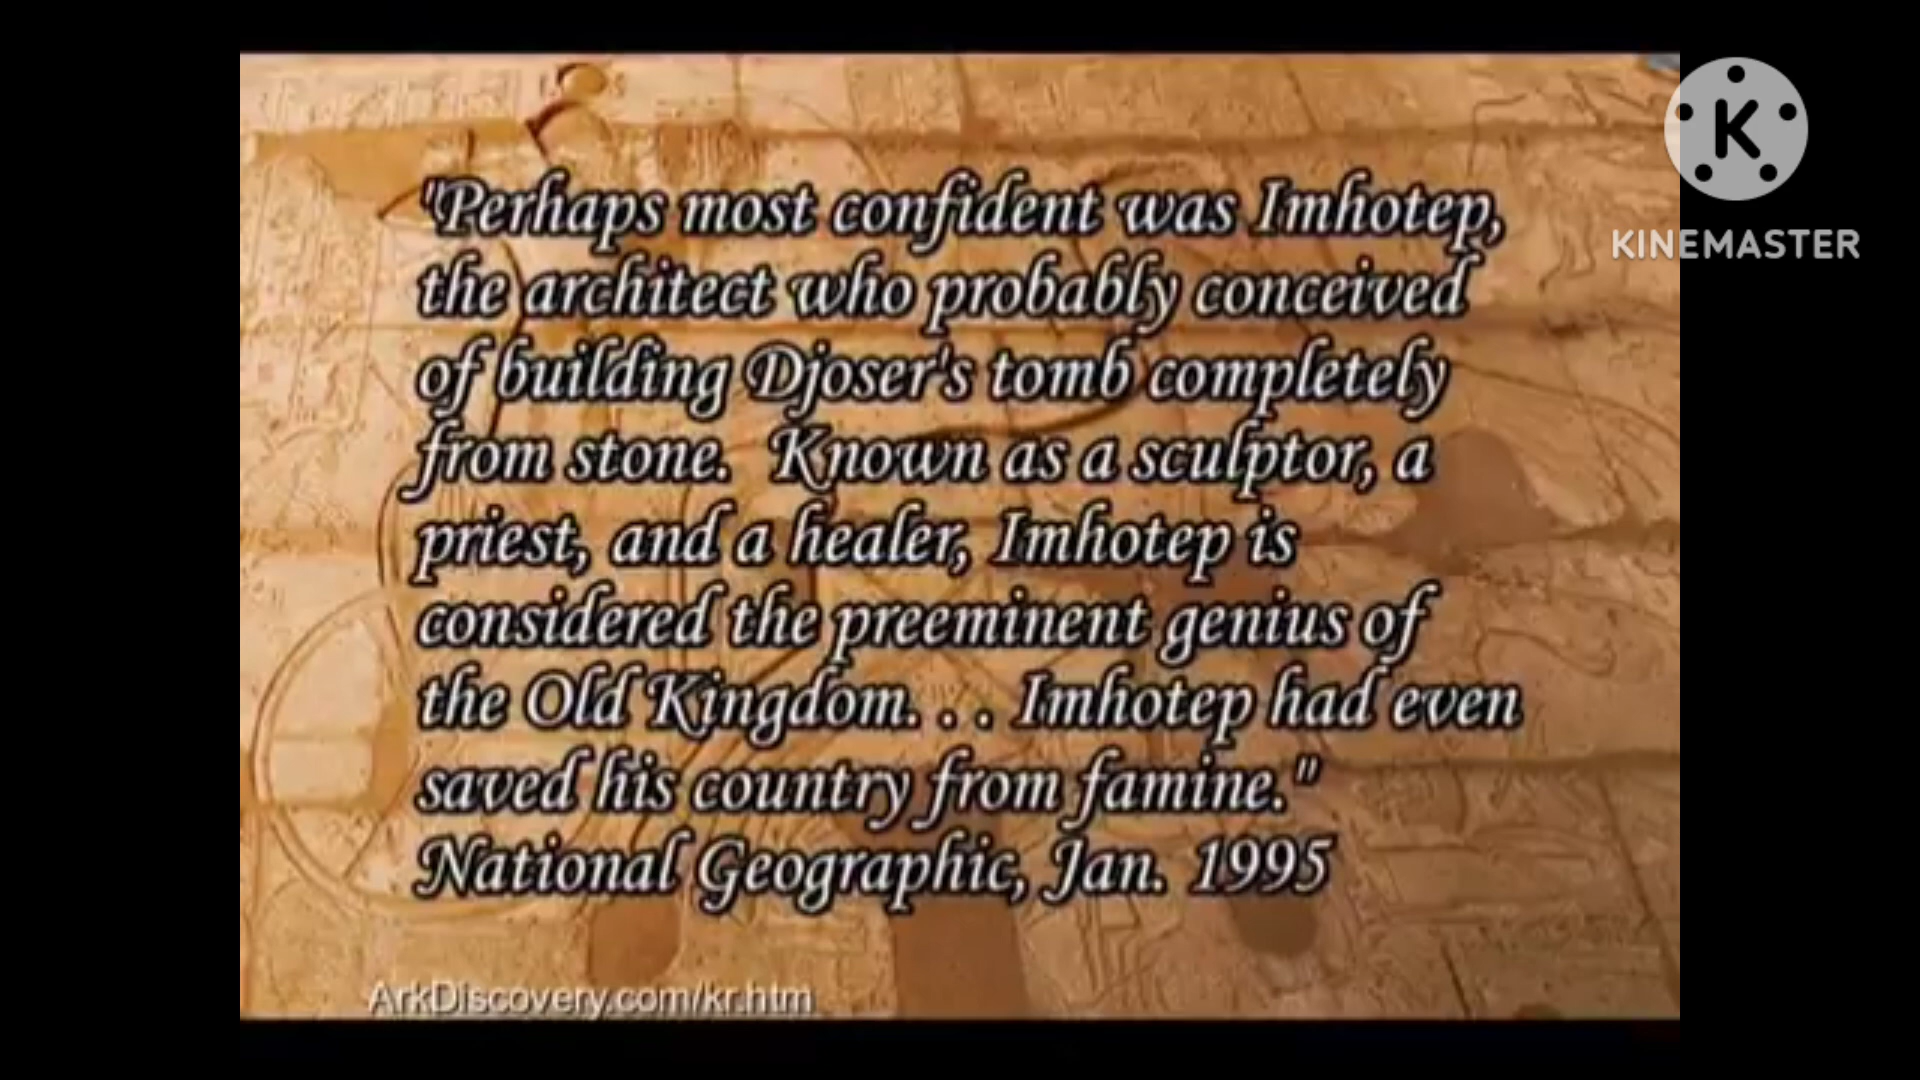 "Perhaps most confident was Imhotep,
the architect who probably conceived
of building Djoser's tomb completely
from stone. Known as a sculptor, a
priest, and a healer, Imhotep is
considered the preeminent genius of
the Old Kingdom. . . Imhotep had even
saved his country from famine."
National Geographic, Jan. 1995
ArkDiscovery.com/kr.htm
K
KINEMASTER